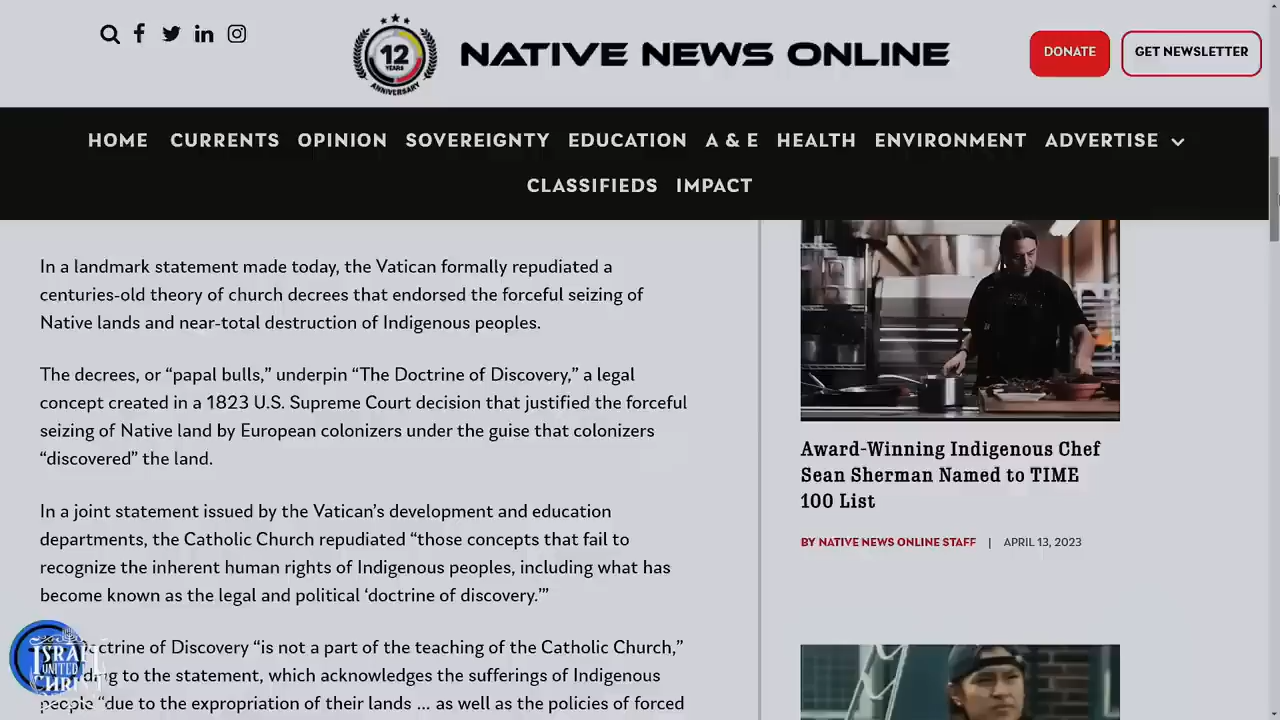 12
YEARS
ANNIVERSARY
NATIVE NEWS ONLINE
DONATE
GET NEWSLETTER
HOME CURRENTS OPINION SOVEREIGNTY EDUCATION A & E HEALTH ENVIRONMENT ADVERTISE
CLASSIFIEDS IMPACT
In a landmark statement made today, the Vatican formally repudiated a
centuries-old theory of church decrees that endorsed the forceful seizing of
Native lands and near-total destruction of Indigenous peoples.
The decrees, or “papal bulls,” underpin “The Doctrine of Discovery,” a legal
concept created in a 1823 U.S. Supreme Court decision that justified the forceful
seizing of Native land by European colonizers under the guise that colonizers
“discovered” the land.
In a joint statement issued by the Vatican’s development and education
departments, the Catholic Church repudiated “those concepts that fail to
recognize the inherent human rights of Indigenous peoples, including what has
become known as the legal and political ‘doctrine of discovery.’”
of Discovery “is not a part of the teaching of the Catholic Church,”
to the statement, which acknowledges the sufferings of Indigenous
people “due to the expropriation of their lands ... as well as the policies of forced
Award-Winning Indigenous Chef
Sean Sherman Named to TIME
100 List
BY NATIVE NEWS ONLINE STAFF | APRIL 13, 2023
ISRAEL
UNITED
CHRIST